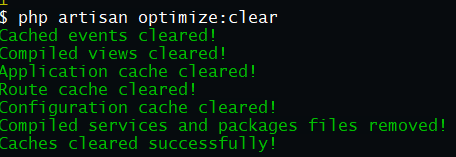 $ php artisan optimize:clear
Cached events cleared!
Compiled views cleared!
Application cache cleared!
Route cache cleared!
Configuration cache cleared!
Compiled services and packages files removed!
Caches cleared successfully!